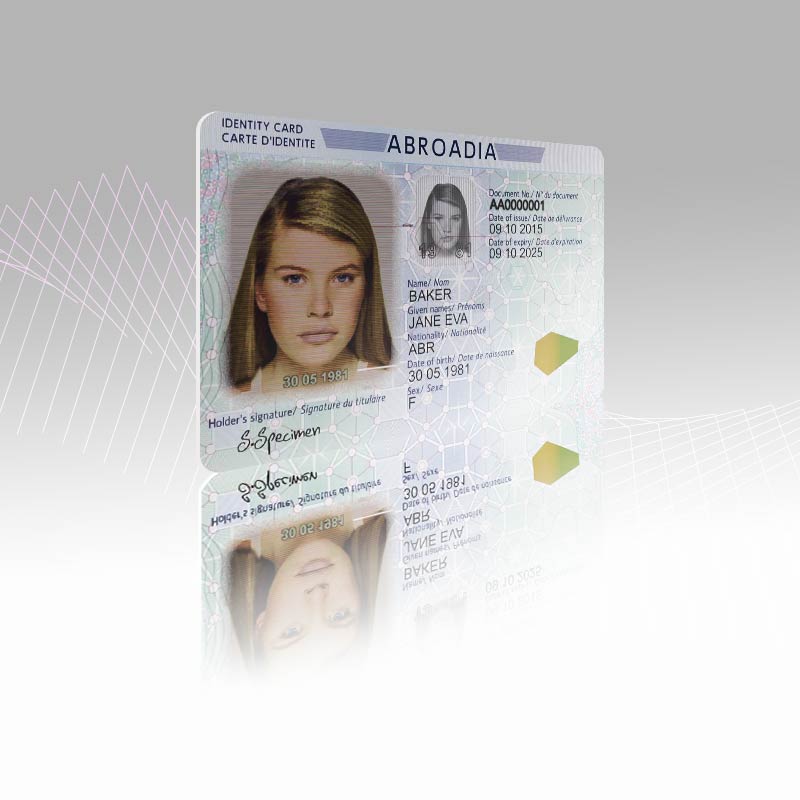 IDENTITY CARD
CARTE D'IDENTITE
ABROADIA
Document No./ N° du document
AA0000001
Date of issue/ Date de délivrance
09 10 2015
Date of expiry/ Date d'expiration
09 10 2025
Name/ Nom
BAKER
Given names/ Prénoms
JANE EVA
Nationality/ Nationalité
ABR
Date of birth/ Date de naissance
30 05 1981
Sex/ Sexe
F
30 05 1981
Holder's signature/ Signature du titulaire
S.Specimen